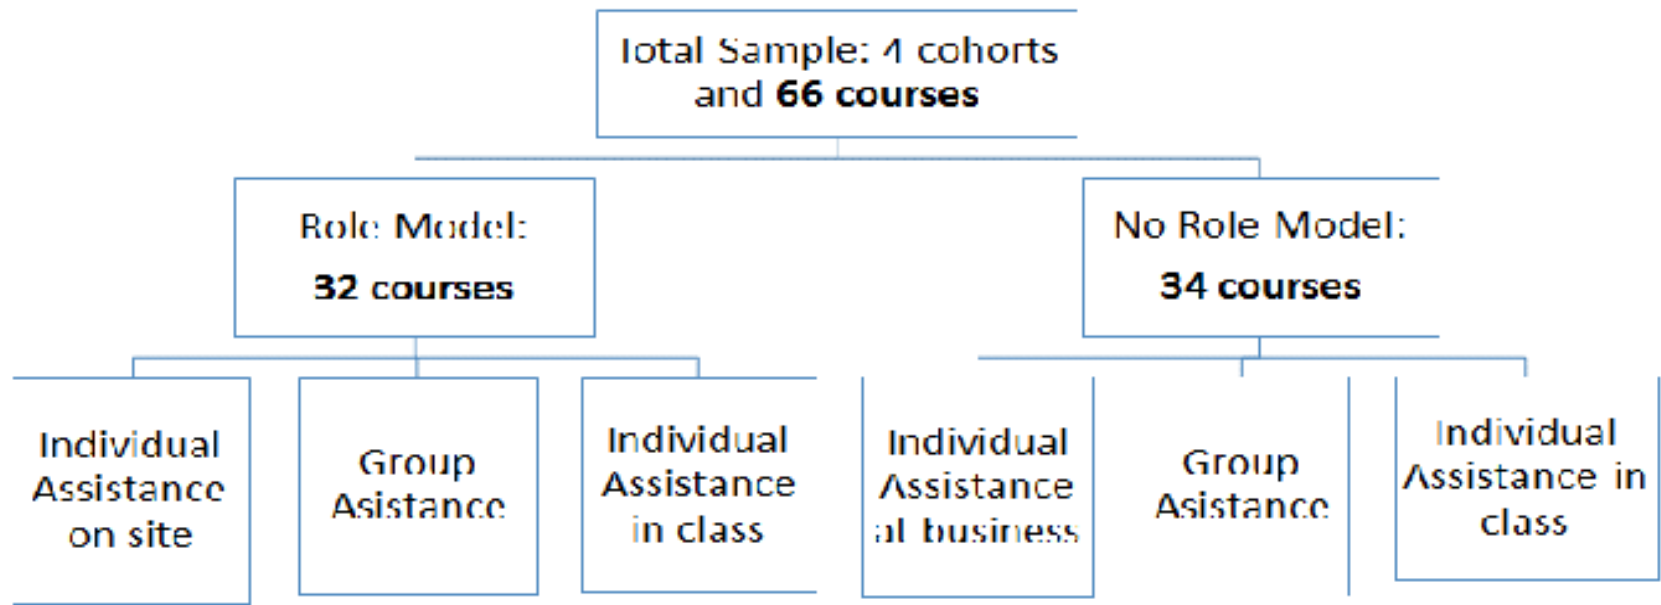 Total Sample: 4 cohorts
and 66 courses
Role Model:
32 courses
No Role Model:
34 courses
Individual
Assistance
on site
Group
Asistance
Individual
Assistance
in class
Individual
Assistance
at business
Group
Asistance
Individual
Assistance in
class